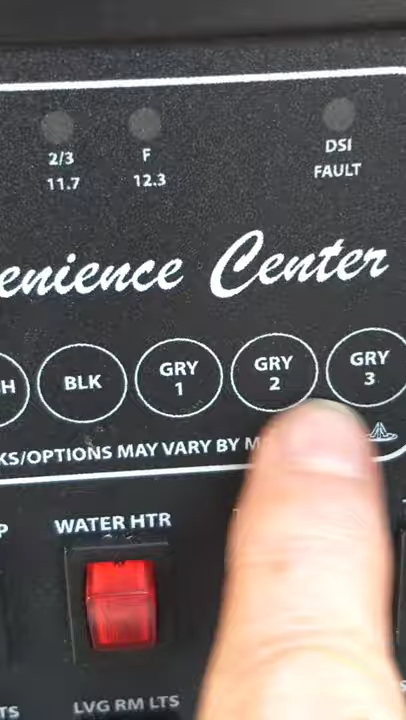 2/3
11.7
F
12.3
DSI
FAULT
enience Center
H
BLK
GRY
1
GRY
2
GRY
3
KS/OPTIONS MAY VARY BY M
P
WATER HTR
TS
LVG RM LTS